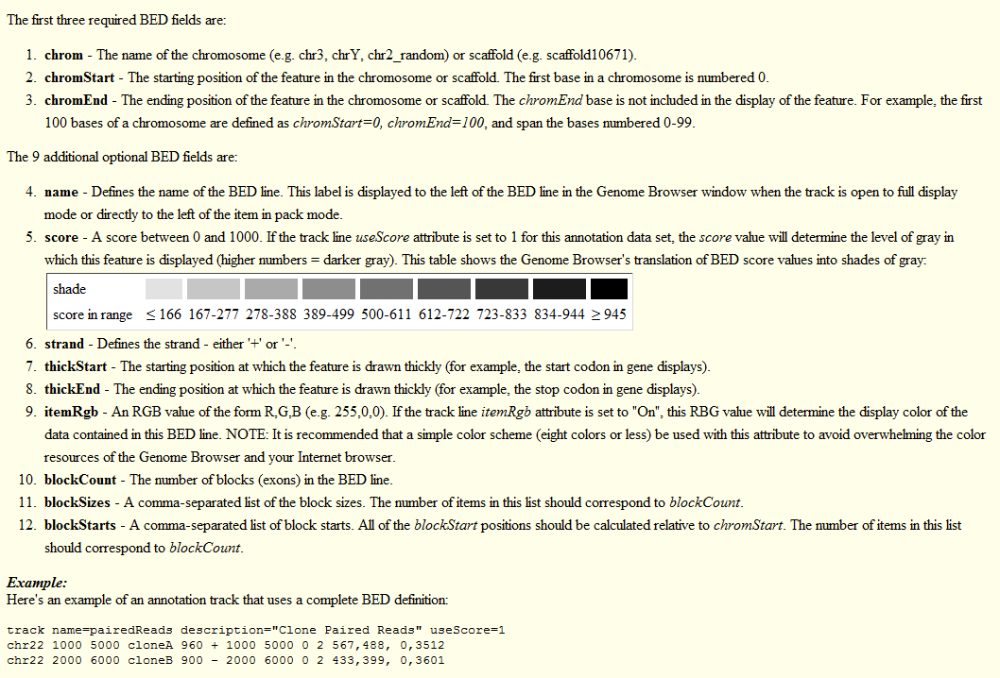 The first three required BED fields are:
1. chrom - The name of the chromosome (e.g. chr3, chrY, chr2_random) or scaffold (e.g. scaffold10671).
2. chromStart - The starting position of the feature in the chromosome or scaffold. The first base in a chromosome is numbered 0.
3. chromEnd - The ending position of the feature in the chromosome or scaffold. The chromEnd base is not included in the display of the feature. For example, the first
100 bases of a chromosome are defined as chromStart=0, chromEnd=100, and span the bases numbered 0-99.
The 9 additional optional BED fields are:
4. name - Defines the name of the BED line. This label is displayed to the left of the BED line in the Genome Browser window when the track is open to full display
mode or directly to the left of the item in pack mode.
5. score - A score between 0 and 1000. If the track line useScore attribute is set to 1 for this annotation data set, the score value will determine the level of gray in
which this feature is displayed (higher numbers = darker gray). This table shows the Genome Browser's translation of BED score values into shades of gray:
shade
score in range ≤ 166 167-277 278-388 389-499 500-611 612-722 723-833 834-944 ≥ 945
6. strand - Defines the strand - either '+' or '-'.
7. thickStart - The starting position at which the feature is drawn thickly (for example, the start codon in gene displays).
8. thickEnd - The ending position at which the feature is drawn thickly (for example, the stop codon in gene displays).
9. itemRgb - An RGB value of the form R,G,B (e.g. 255,0,0). If the track line itemRgb attribute is set to "On", this RBG value will determine the display color of the
data contained in this BED line. NOTE: It is recommended that a simple color scheme (eight colors or less) be used with this attribute to avoid overwhelming the color
resources of the Genome Browser and your Internet browser.
10. blockCount - The number of blocks (exons) in the BED line.
11. blockSizes - A comma-separated list of the block sizes. The number of items in this list should correspond to blockCount.
12. blockStarts - A comma-separated list of block starts. All of the blockStart positions should be calculated relative to chromStart. The number of items in this list
should correspond to blockCount.
Example:
Here's an example of an annotation track that uses a complete BED definition:
track name=pairedReads description="Clone Paired Reads" useScore=1
chr22 1000 5000 cloneA 960 + 1000 5000 0 2 567,488, 0,3512
chr22 2000 6000 cloneB 900 - 2000 6000 0 2 433,399, 0,3601